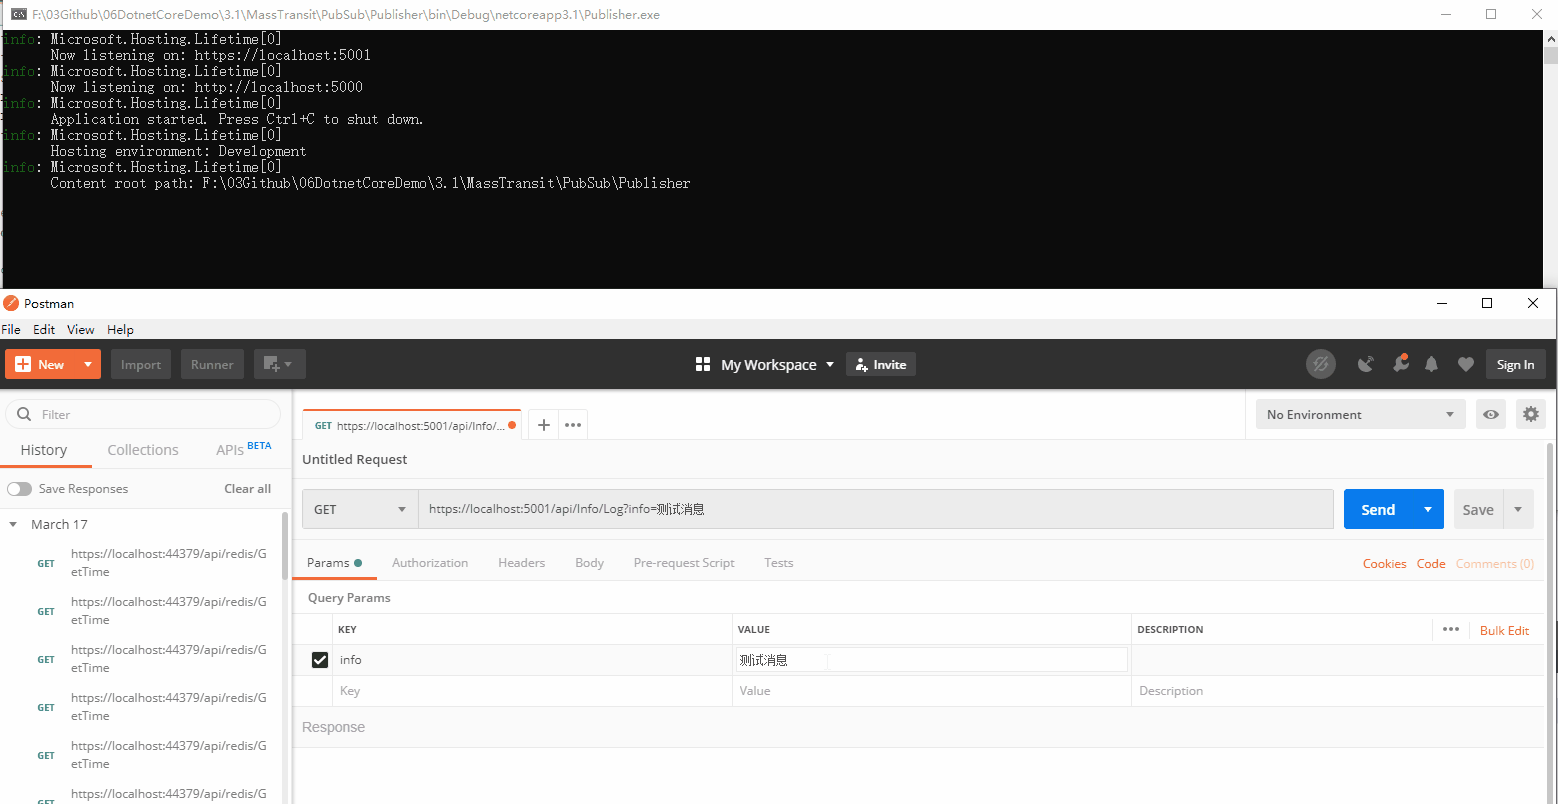 F:\03Github\06DotnetCoreDemo\3.1\MassTransit\PubSub\Publisher\bin\Debug\netcoreapp3.1\Publisher.exe
info: Microsoft.Hosting.Lifetime[0]
Now listening on: https://localhost:5001
info: Microsoft.Hosting.Lifetime[0]
Now listening on: http://localhost:5000
info: Microsoft.Hosting.Lifetime[0]
Application started. Press Ctrl+C to shut down.
info: Microsoft.Hosting.Lifetime[0]
Hosting environment: Development
info: Microsoft.Hosting.Lifetime[0]
Content root path: F:\03Github\06DotnetCoreDemo\3.1\MassTransit\PubSub\Publisher
Postman
File Edit View Help
New Import Runner My Workspace Invite Sign In
Filter
History Collections APIs BETA
Save Responses Clear all
March 17
GET https://localhost:44379/api/redis/G
etTime
GET https://localhost:44379/api/redis/G
etTime
GET https://localhost:44379/api/redis/G
etTime
GET https://localhost:44379/api/redis/G
etTime
GET https://localhost:44379/api/redis/G
etTime
GET https://localhost:44379/api/redis/G
GET https://localhost:5001/api/Info/... No Environment
Untitled Request
GET https://localhost:5001/api/Info/Log?info=测试消息 Send Save
Params Authorization Headers Body Pre-request Script Tests Cookies Code Comments (0)
Query Params
KEY VALUE DESCRIPTION Bulk Edit
info 测试消息
Key Value Description
Response